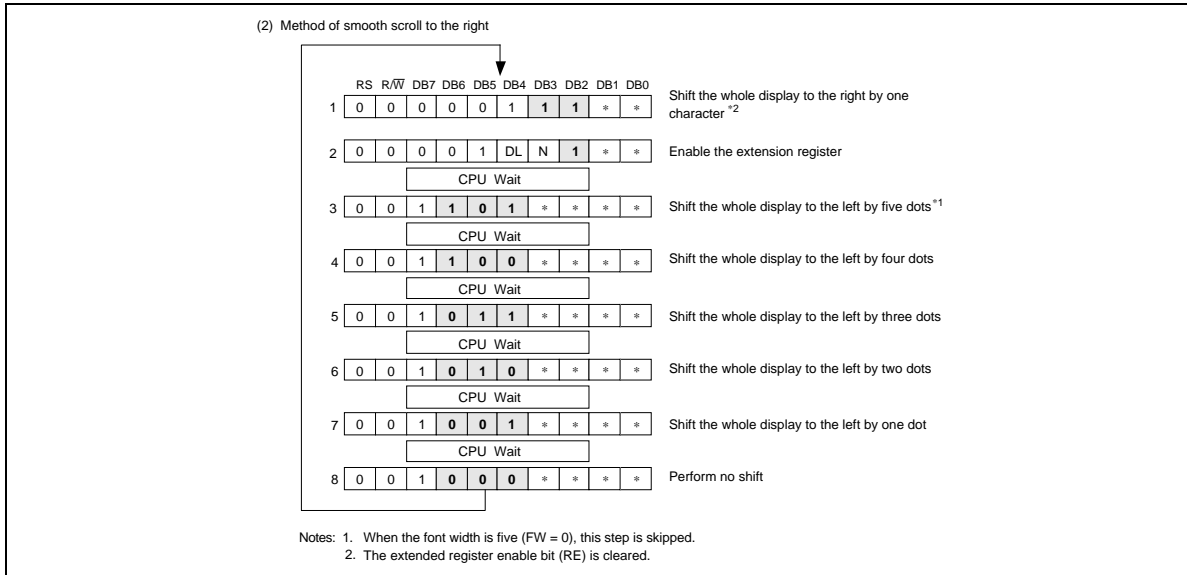 (2) Method of smooth scroll to the right
RS R/W̅ DB7 DB6 DB5 DB4 DB3 DB2 DB1 DB0
1 0 0 0 0 0 1 1 1 * * Shift the whole display to the right by one character *2
2 0 0 0 0 1 DL N 1 * * Enable the extension register
CPU Wait
3 0 0 1 1 0 1 * * * * Shift the whole display to the left by five dots*1
CPU Wait
4 0 0 1 1 0 0 * * * * Shift the whole display to the left by four dots
CPU Wait
5 0 0 1 0 1 1 * * * * Shift the whole display to the left by three dots
CPU Wait
6 0 0 1 0 1 0 * * * * Shift the whole display to the left by two dots
CPU Wait
7 0 0 1 0 0 1 * * * * Shift the whole display to the left by one dot
CPU Wait
8 0 0 1 0 0 0 * * * * Perform no shift
Notes: 1. When the font width is five (FW = 0), this step is skipped.
2. The extended register enable bit (RE) is cleared.